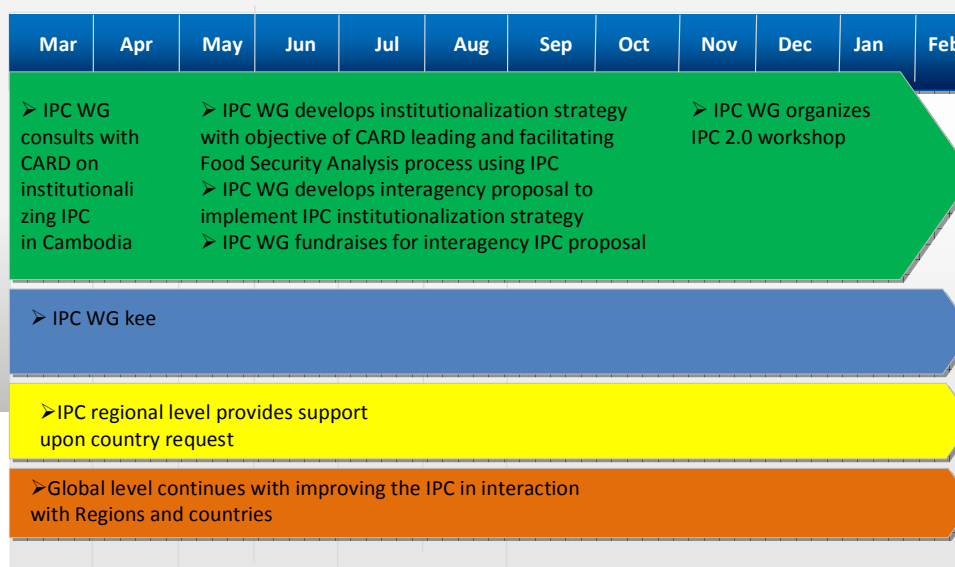 Mar Apr May Jun Jul Aug Sep Oct Nov Dec Jan Feb
➢ IPC WG
consults with
CARD on
institutionali
zing IPC
in Cambodia
➢ IPC WG develops institutionalization strategy
with objective of CARD leading and facilitating
Food Security Analysis process using IPC
➢ IPC WG develops interagency proposal to
implement IPC institutionalization strategy
➢ IPC WG fundraises for interagency IPC proposal
➢ IPC WG organizes
IPC 2.0 workshop
➢ IPC WG kee
➢IPC regional level provides support
upon country request
➢Global level continues with improving the IPC in interaction
with Regions and countries